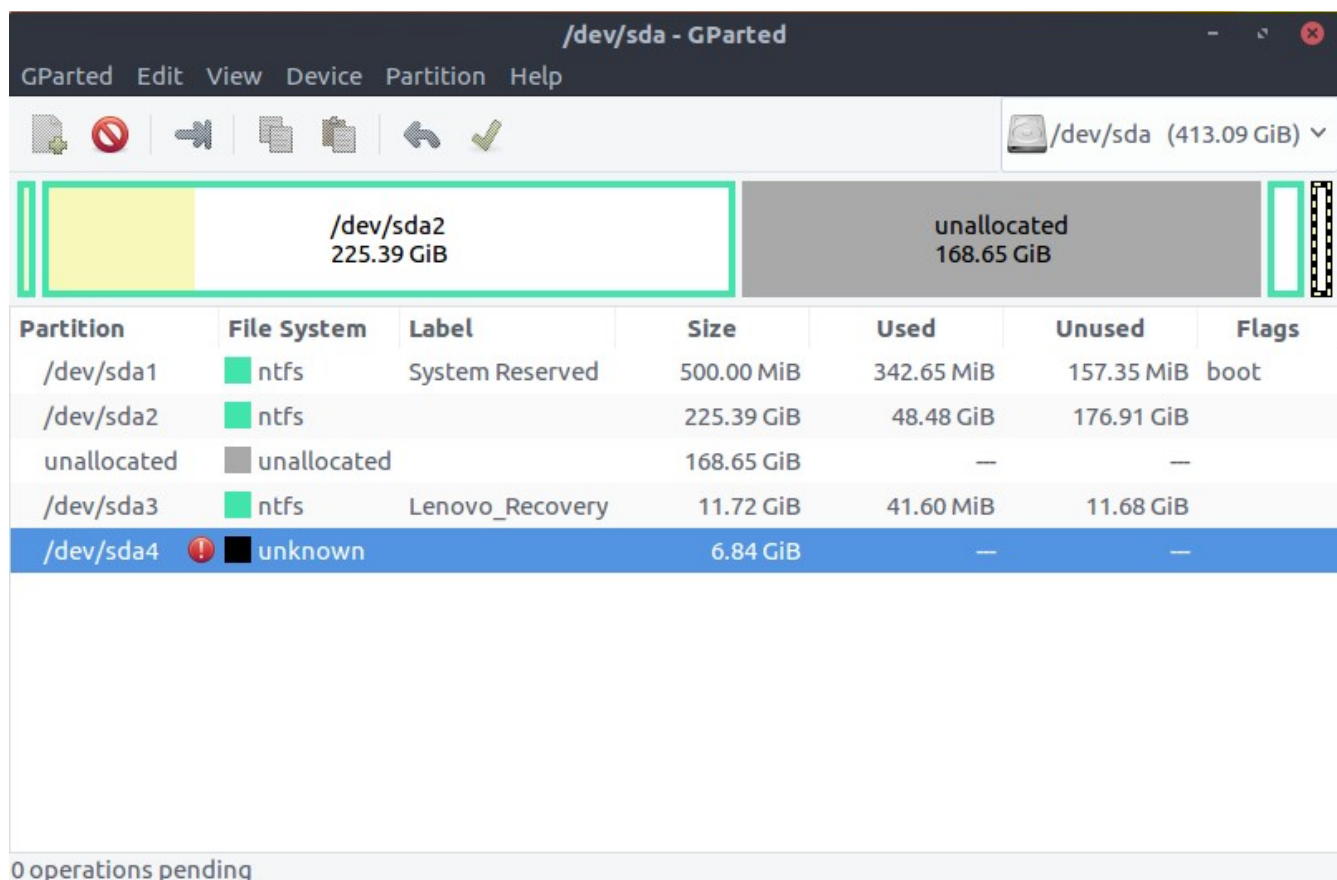 /dev/sda - GParted
GParted Edit View Device Partition Help
/dev/sda (413.09 GiB)
/dev/sda2
225.39 GiB
unallocated
168.65 GiB
Partition File System Label Size Used Unused Flags
/dev/sda1 ntfs System Reserved 500.00 MiB 342.65 MiB 157.35 MiB boot
/dev/sda2 ntfs 225.39 GiB 48.48 GiB 176.91 GiB
unallocated unallocated 168.65 GiB --- ---
/dev/sda3 ntfs Lenovo_Recovery 11.72 GiB 41.60 MiB 11.68 GiB
/dev/sda4 unknown 6.84 GiB --- ---
0 operations pending